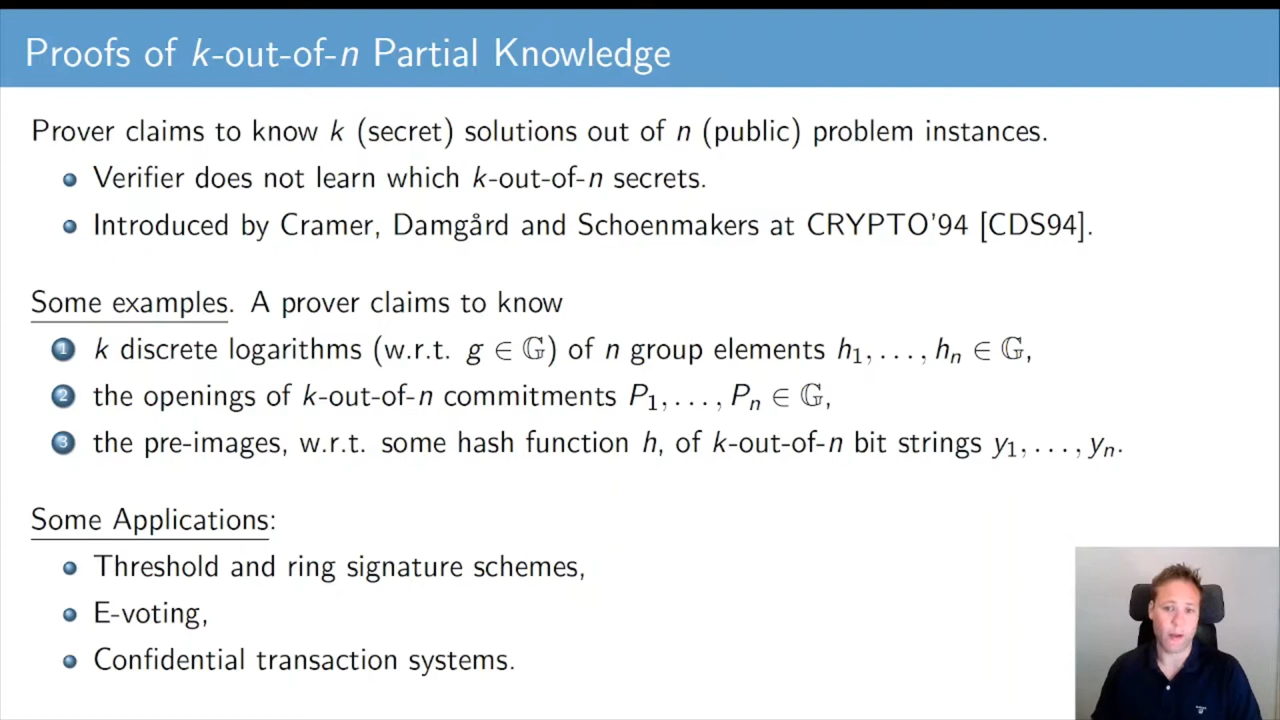 Proofs of k-out-of-n Partial Knowledge
Prover claims to know k (secret) solutions out of n (public) problem instances.
Verifier does not learn which k-out-of-n secrets.
Introduced by Cramer, Damgård and Schoenmakers at CRYPTO'94 [CDS94].
Some examples. A prover claims to know
1 k discrete logarithms (w.r.t. g ∈ 𝔾) of n group elements h₁, . . . , hₙ ∈ 𝔾,
2 the openings of k-out-of-n commitments P₁, . . . , Pₙ ∈ 𝔾,
3 the pre-images, w.r.t. some hash function h, of k-out-of-n bit strings y₁, . . . , yₙ.
Some Applications:
Threshold and ring signature schemes,
E-voting,
Confidential transaction systems.